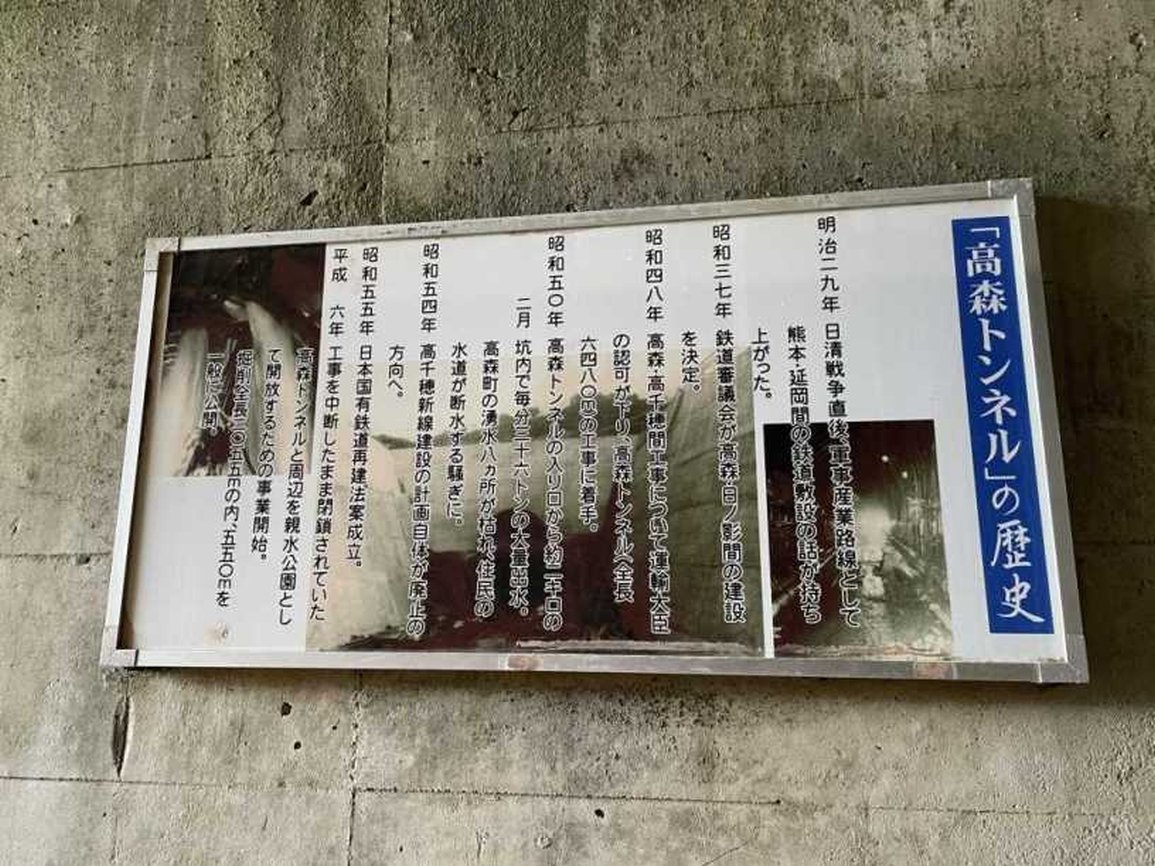 「高森トンネル」の歴史
明治二九年 日清戦争直後、軍事産業路線として
熊本・延岡間の鉄道敷設の話が持ち
上がった。
昭和三七年 鉄道審議会が高森・日ノ影間の建設
を決定。
昭和四八年 高森・高千穂間工事について運輸大臣
の認可が下り、高森トンネル〈全長
六四八〇mの工事に着手。
昭和五〇年 高森トンネルの入り口から約二キロの
二月 坑内で毎分三十六トンの大量出水。
高森町の湧水八ヵ所が枯れ、住民の
水道が断水する騒ぎに。
昭和五四年 高千穂新線建設の計画自体が廃止の
方向へ。
昭和五五年 日本国有鉄道再建法案成立。
平成 六年 工事を中断したまま閉鎖されていた
高森トンネルと周辺を親水公園とし
て開放するための事業開始。
掘削全長二〇五五mの内、五五〇mを
一般に公開。